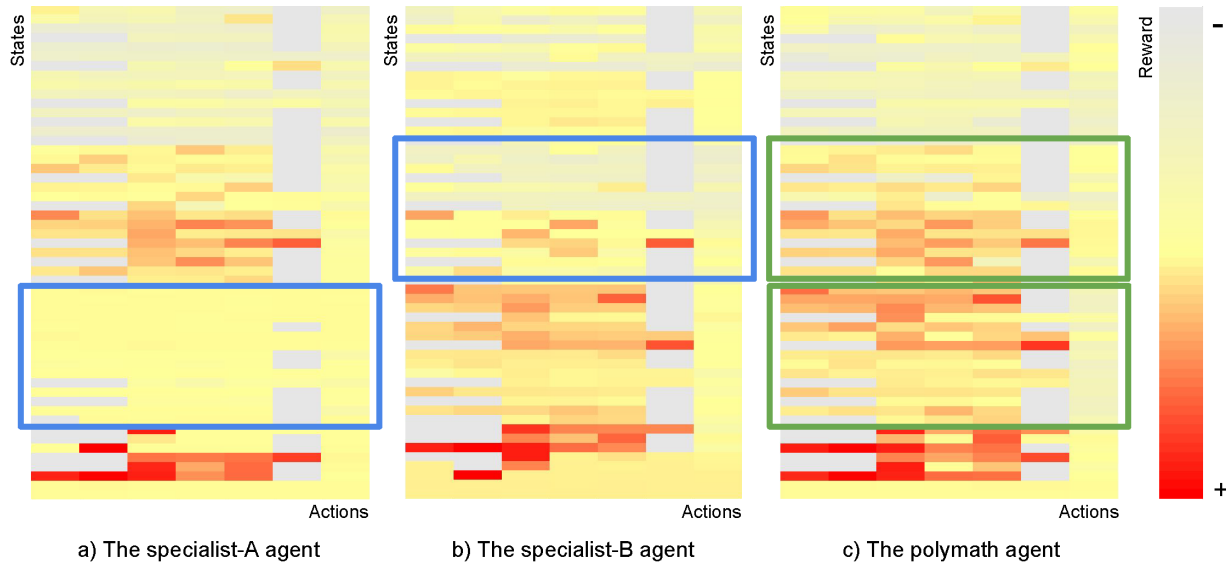 States
States
States
Reward
-
+
Actions
Actions
Actions
a) The specialist-A agent
b) The specialist-B agent
c) The polymath agent